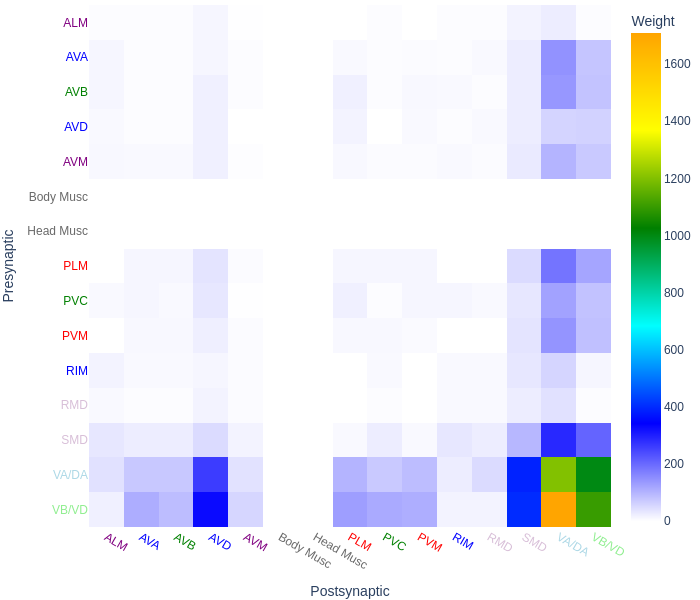 Weight
ALM
AVA
AVB
AVD
AVM
Body Musc
Head Musc
PLM
PVC
PVM
RIM
RMD
SMD
VA/DA
VB/VD
Presynaptic
1600
1400
1200
1000
800
600
400
200
0
ALM
AVA
AVB
AVD
AVM
Body Musc
Head Musc
PLM
PVC
PVM
RIM
RMD
SMD
VA/DA
VB/VD
Postsynaptic